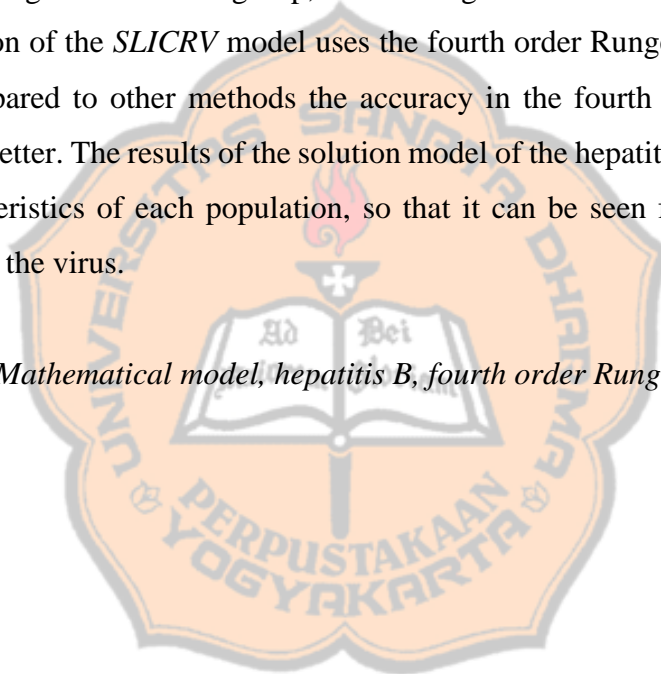 on of the SLICRV model uses the fourth order Runge
pared to other methods the accuracy in the fourth
etter. The results of the solution model of the hepatit
eristics of each population, so that it can be seen
the virus.
Mathematical model, hepatitis B, fourth order Rung
UNIVERSITAS SANATA DHARMA
Ad Dei
PERPUSTAKAAN
YOGYAKARTA